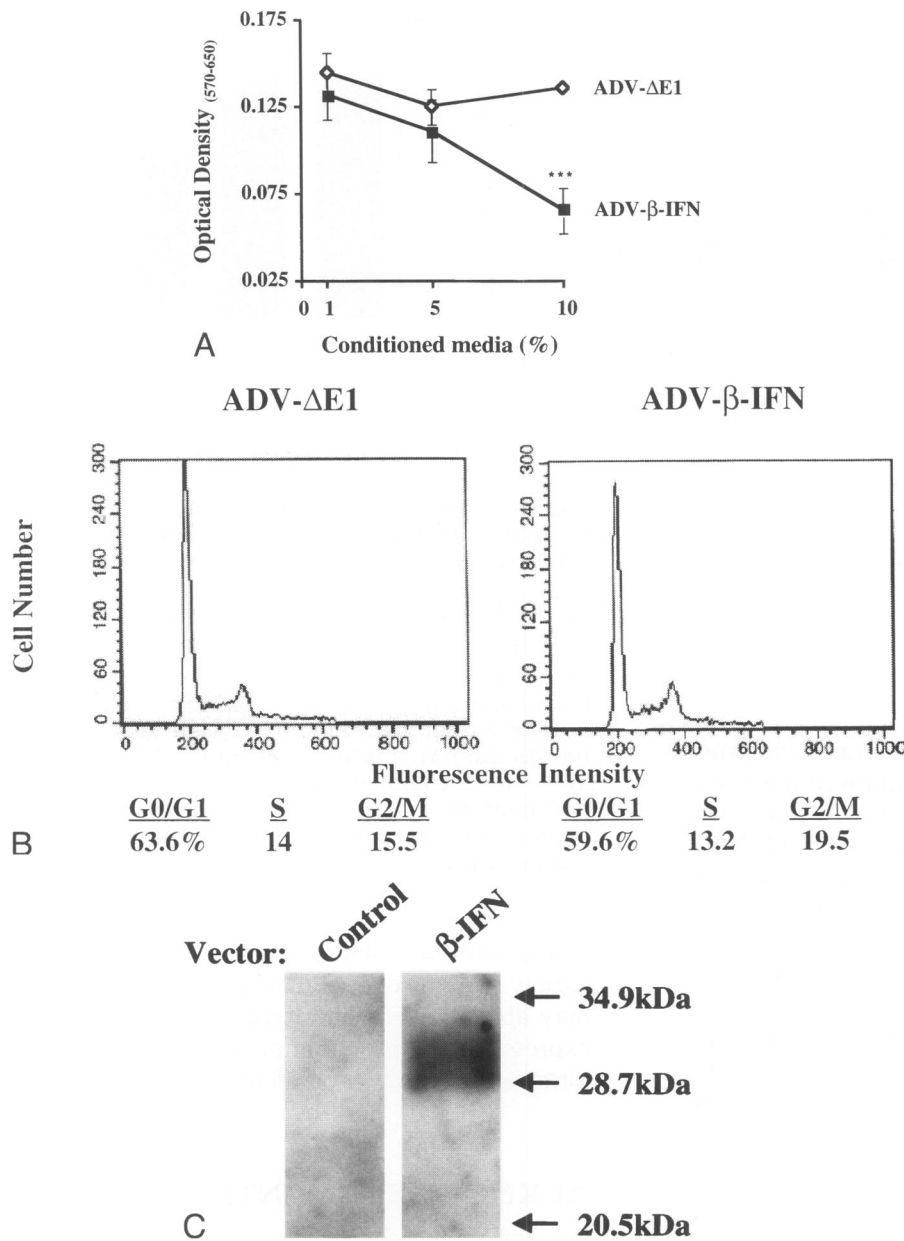 0.175
0.125
0.075
0.025
Optical Density (570-650)
ADV-ΔE1
***
ADV-β-IFN
0 1 5 10
Conditioned media (%)
A
ADV-ΔE1 ADV-β-IFN
Cell Number
300
240
180
120
60
0
0 200 400 600 800 1000
300
240
180
120
60
0
0 200 400 600 800 1000
Fluorescence Intensity
G0/G1 S G2/M G0/G1 S G2/M
B 63.6% 14 15.5 59.6% 13.2 19.5
Vector: Control β-IFN
34.9kDa
28.7kDa
20.5kDa
C